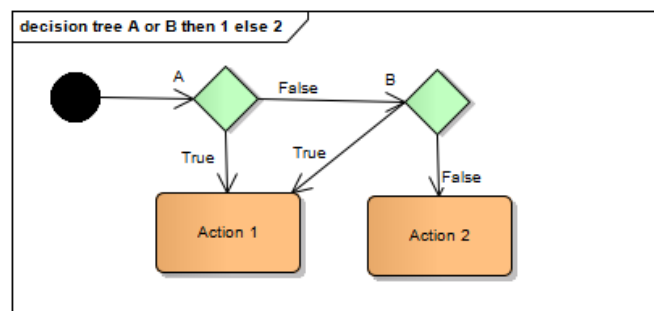 decision tree A or B then 1 else 2
A
False
B
True
True
False
Action 1
Action 2